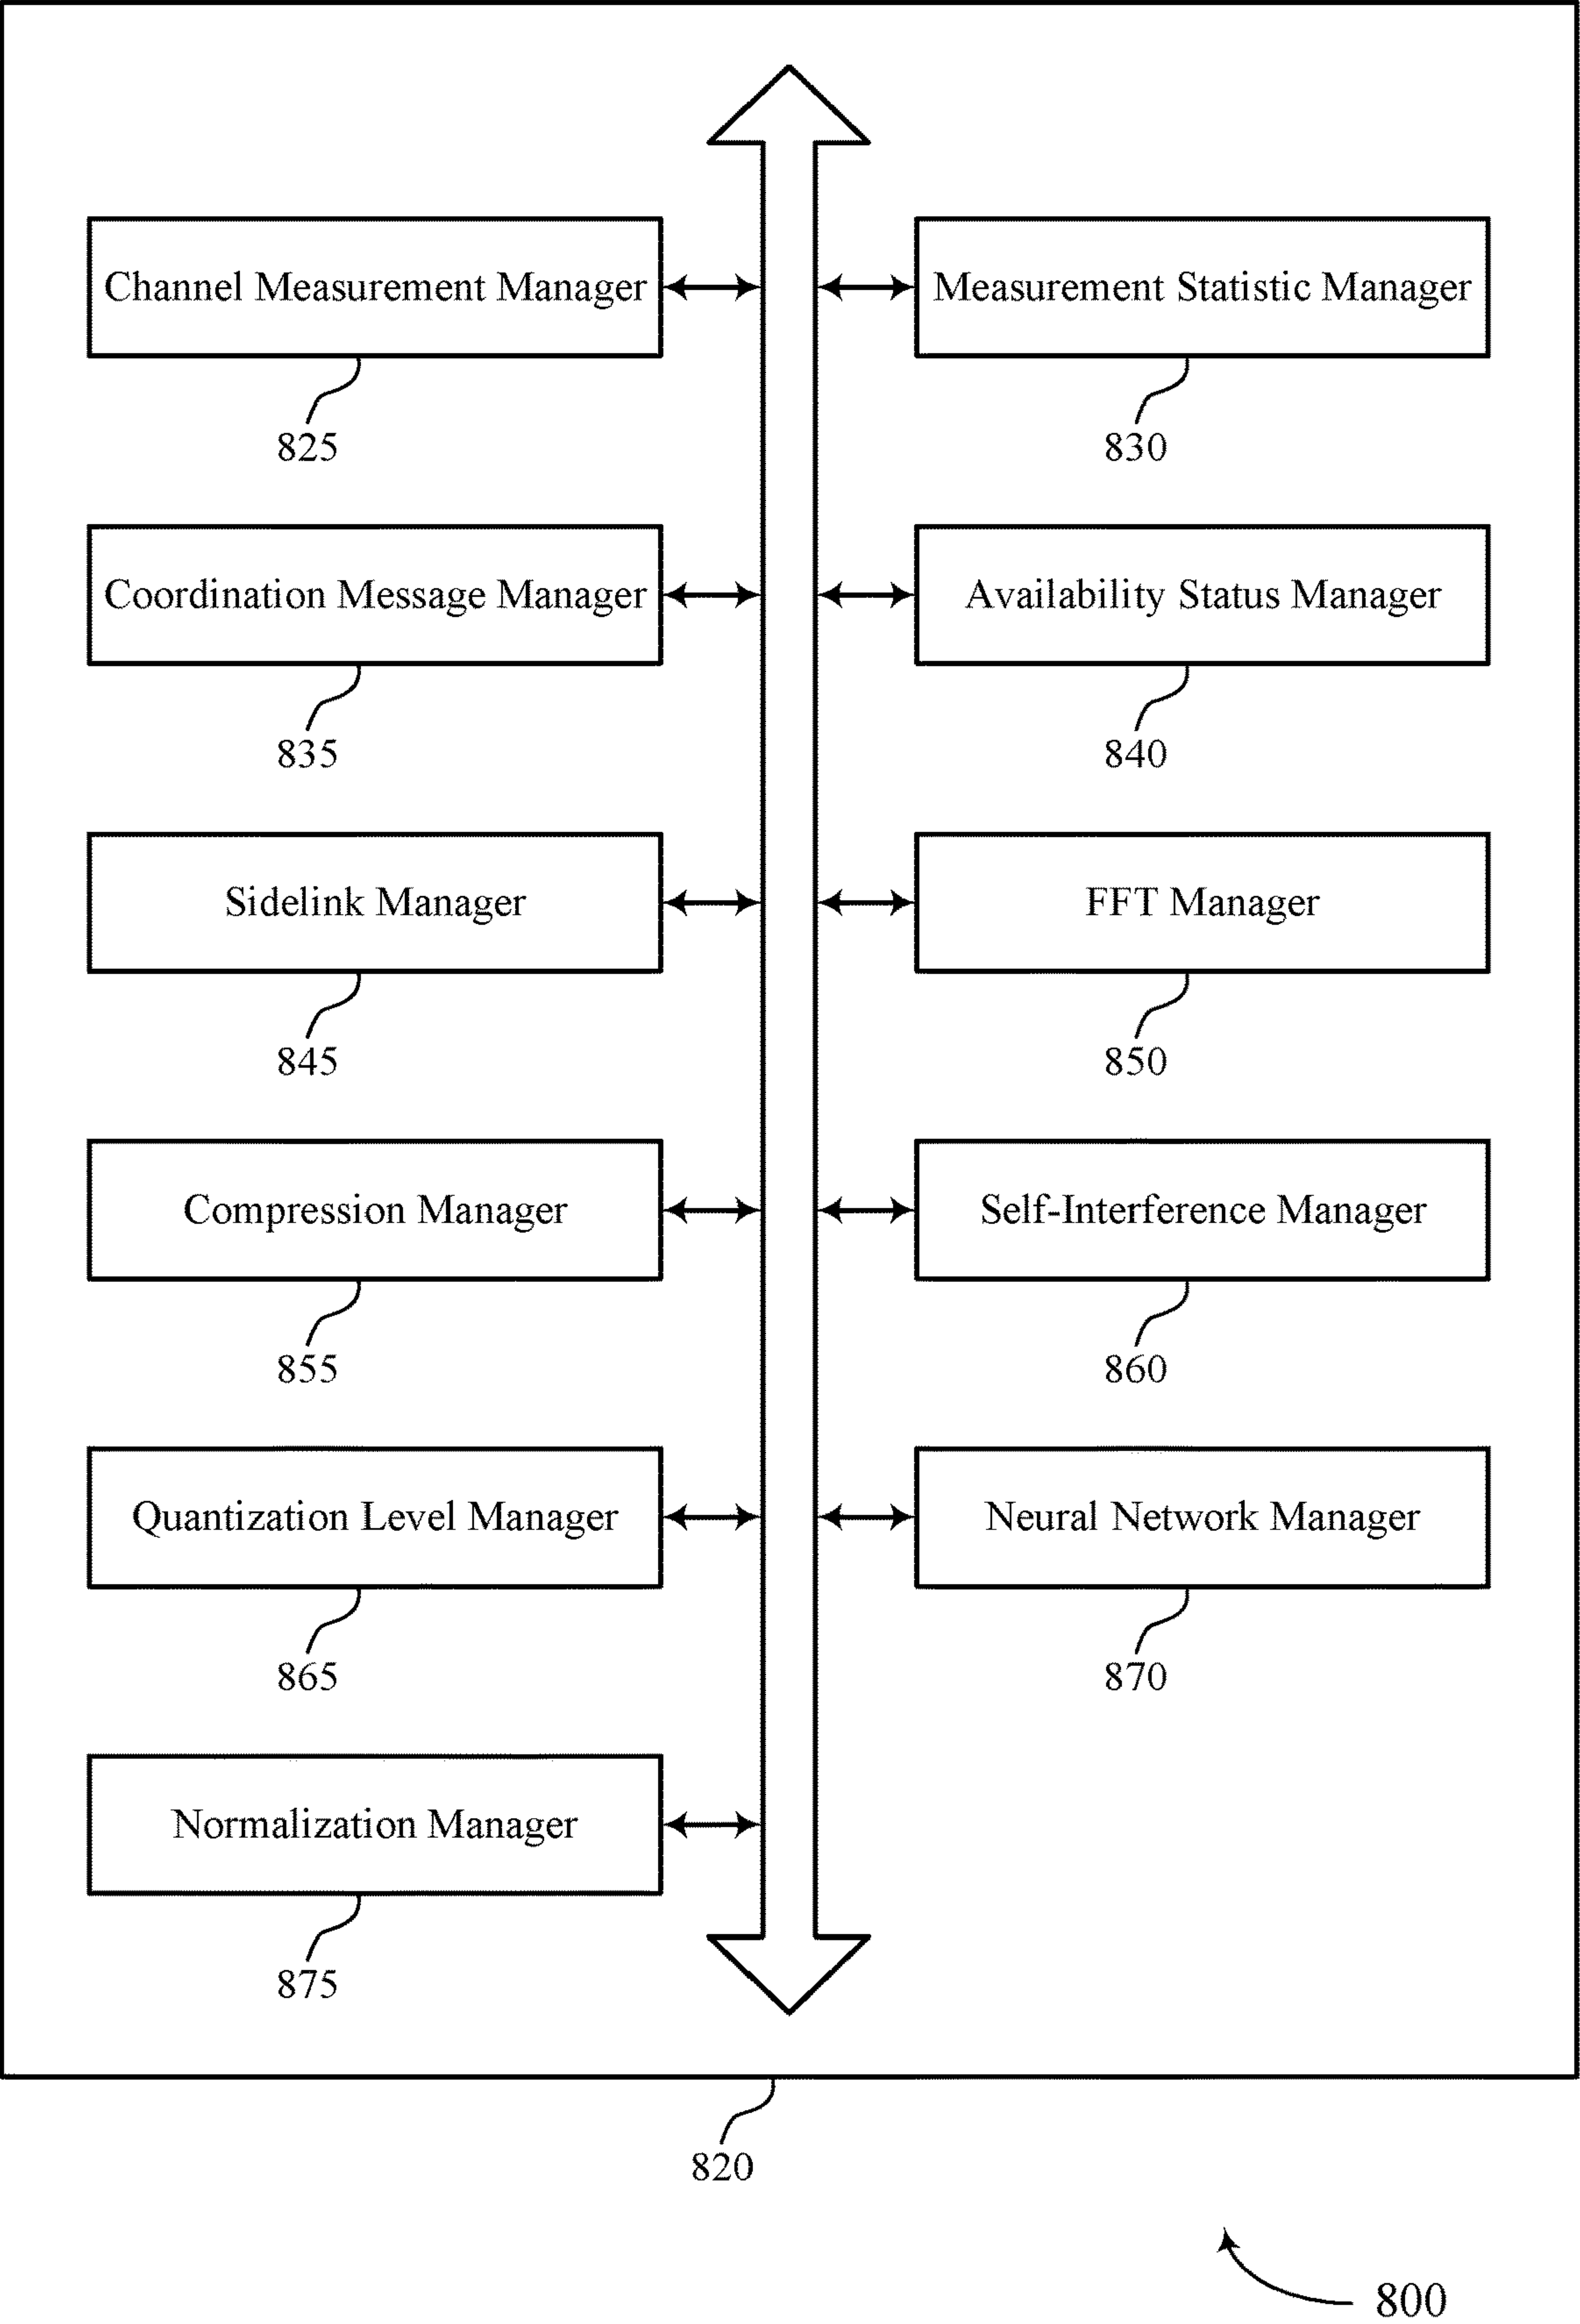 Channel Measurement Manager
Measurement Statistic Manager
825
830
Coordination Message Manager
Availability Status Manager
835
840
Sidelink Manager
FFT Manager
845
850
Compression Manager
Self-Interference Manager
855
860
Quantization Level Manager
Neural Network Manager
865
870
Normalization Manager
875
820
800